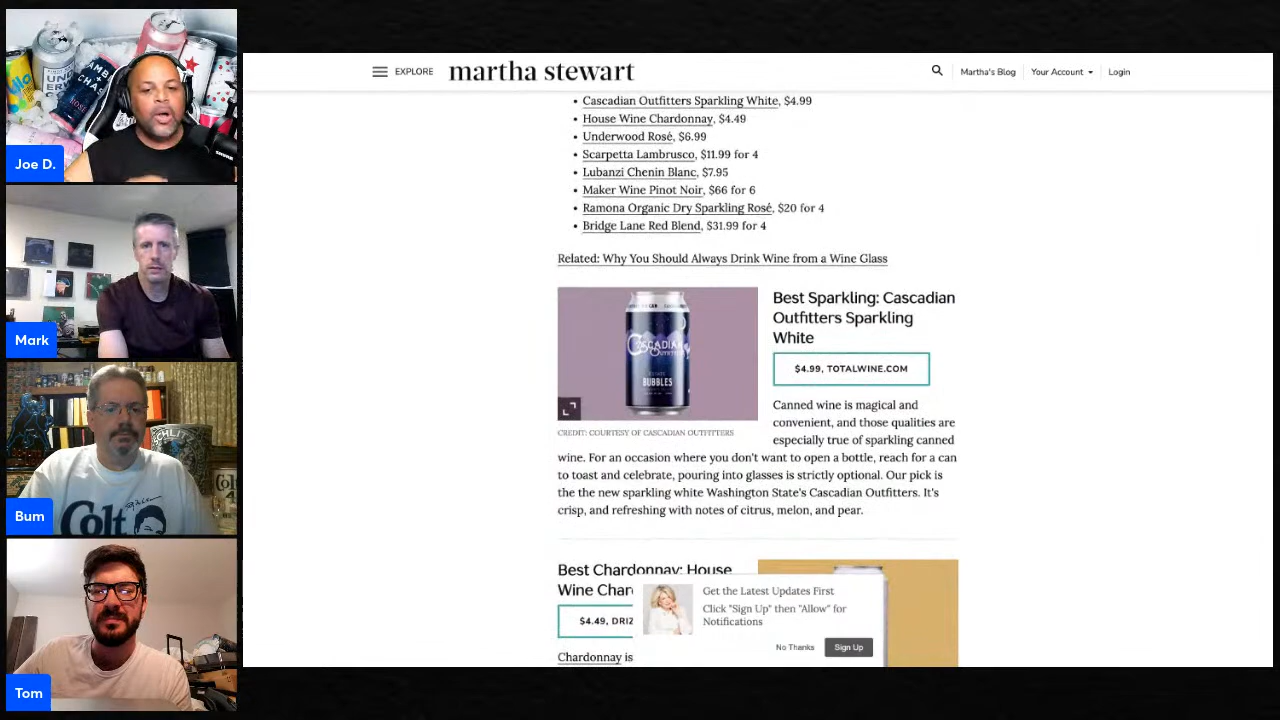 Joe D.
Mark
Bum
Colt
SCHLITZ
Colt
Tom
EXPLORE
martha stewart
Martha's Blog
Your Account
Login
• Cascadian Outfitters Sparkling White, $4.99
• House Wine Chardonnay, $4.49
• Underwood Rosé, $6.99
• Scarpetta Lambrusco, $11.99 for 4
• Lubanzi Chenin Blanc, $7.95
• Maker Wine Pinot Noir, $66 for 6
• Ramona Organic Dry Sparkling Rosé, $20 for 4
• Bridge Lane Red Blend, $31.99 for 4
Related: Why You Should Always Drink Wine from a Wine Glass
CASCADIAN
BUBBLES
CREDIT: COURTESY OF CASCADIAN OUTFITTERS
Best Sparkling: Cascadian
Outfitters Sparkling
White
$4.99, TOTALWINE.COM
Canned wine is magical and
convenient, and those qualities are
especially true of sparkling canned
wine. For an occasion where you don't want to open a bottle, reach for a can
to toast and celebrate, pouring into glasses is strictly optional. Our pick is
the the new sparkling white Washington State's Cascadian Outfitters. It's
crisp, and refreshing with notes of citrus, melon, and pear.
Best Chardonnay: House
Wine Char
$4.49, DRIZ
Chardonnay is
Get the Latest Updates First
Click "Sign Up" then "Allow" for
Notifications
No Thanks
Sign Up